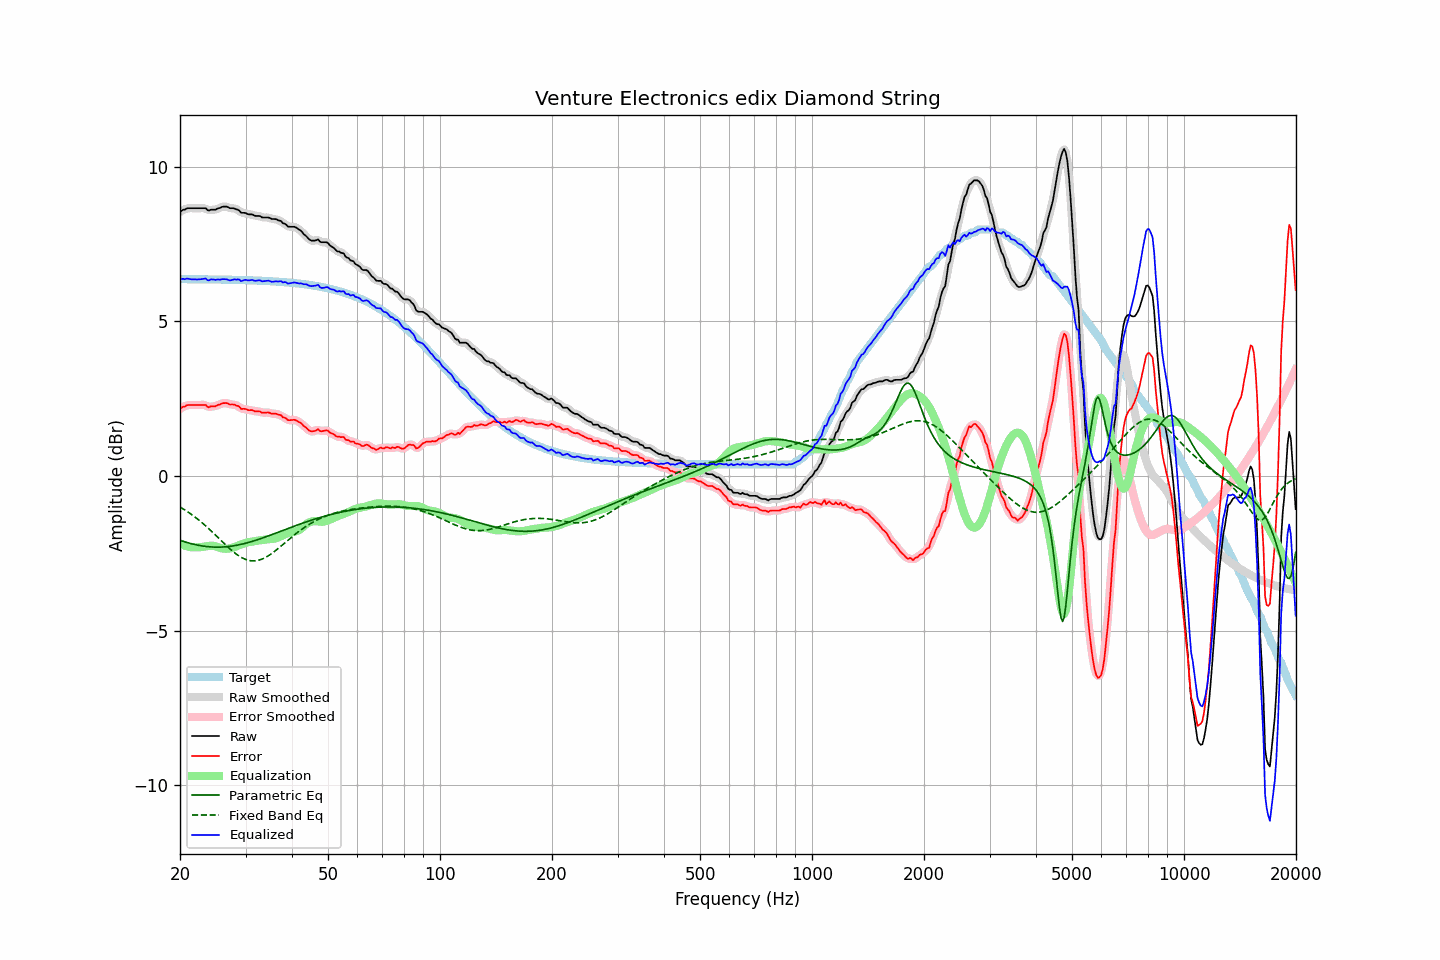 Venture Electronics edix Diamond String
Amplitude (dBr)
10
5
0
−5
−10
Target
Raw Smoothed
Error Smoothed
Raw
Error
Equalization
Parametric Eq
Fixed Band Eq
Equalized
20 50 100 200 500 1000 2000 5000 10000 20000
Frequency (Hz)